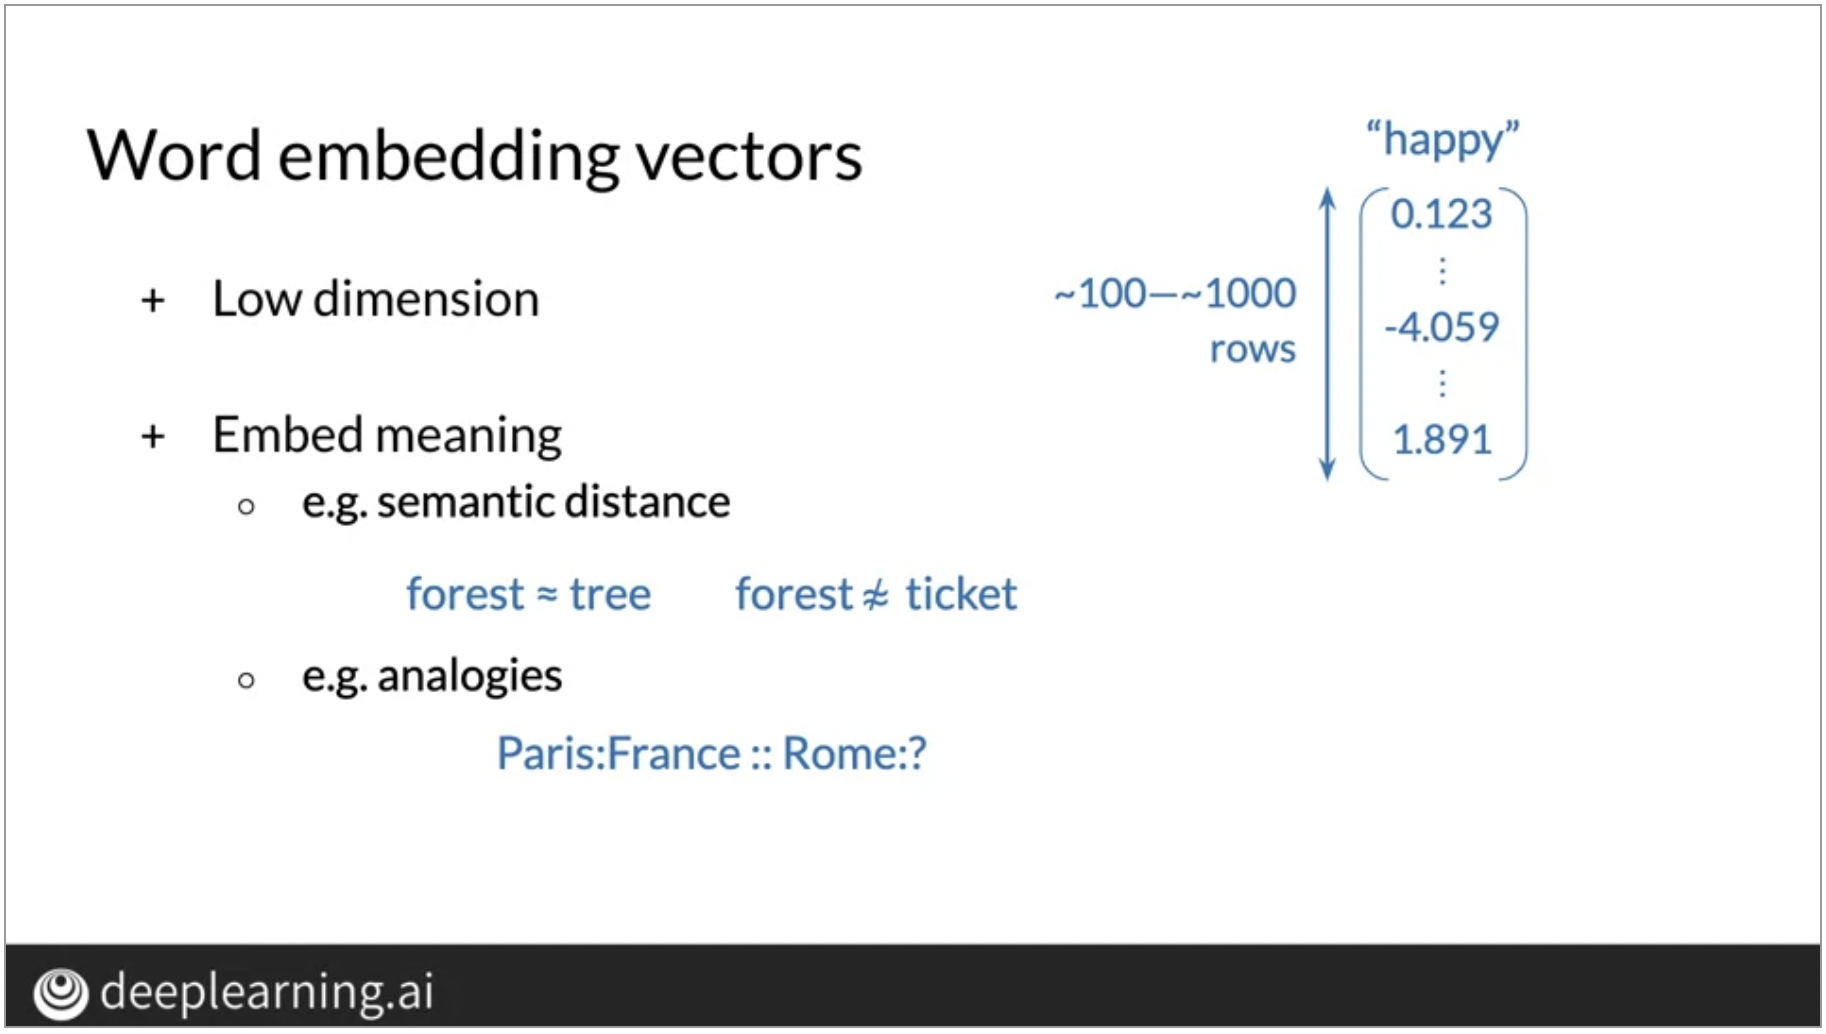 Word embedding vectors
+ Low dimension
+ Embed meaning
○ e.g. semantic distance
forest ≈ tree forest ≉ ticket
○ e.g. analogies
Paris:France :: Rome:?
“happy”
~100—~1000
rows
0.123
⋮
-4.059
⋮
1.891
deeplearning.ai